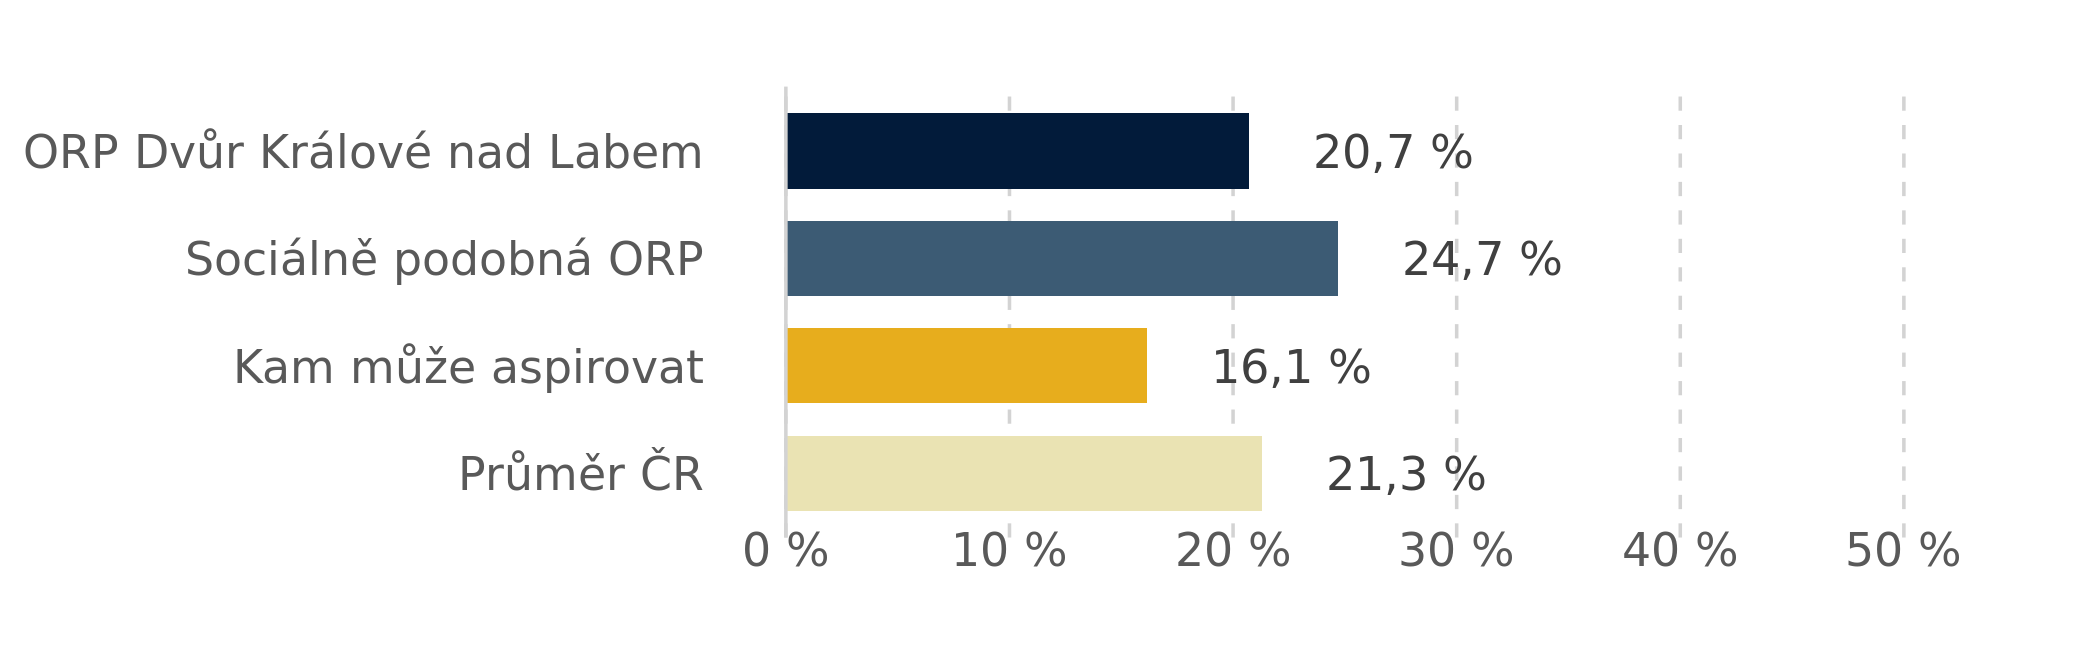 ORP Dvůr Králové nad Labem 20,7 %
Sociálně podobná ORP 24,7 %
Kam může aspirovat 16,1 %
Průměr ČR 21,3 %
0 % 10 % 20 % 30 % 40 % 50 %